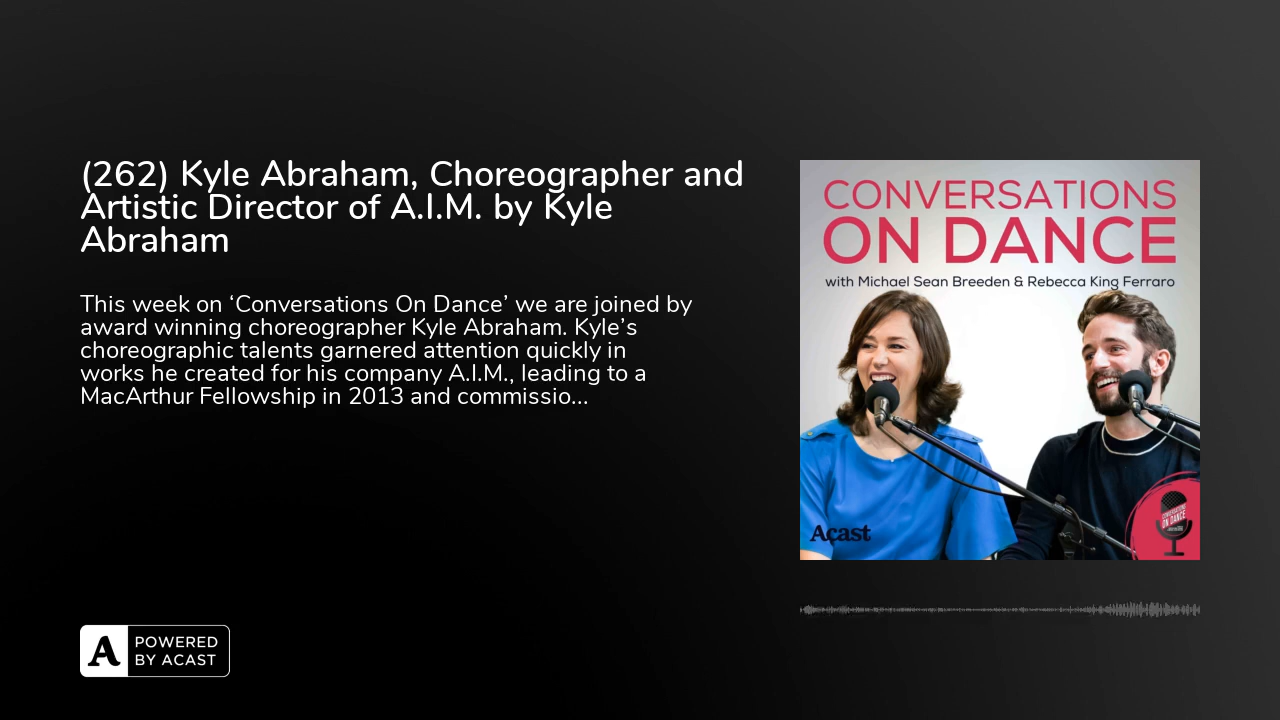 (262) Kyle Abraham, Choreographer and
Artistic Director of A.I.M. by Kyle
Abraham
This week on ‘Conversations On Dance’ we are joined by
award winning choreographer Kyle Abraham. Kyle’s
choreographic talents garnered attention quickly in
works he created for his company A.I.M., leading to a
MacArthur Fellowship in 2013 and commissio...
CONVERSATIONS
ON DANCE
with Michael Sean Breeden & Rebecca King Ferraro
Acast
CONVERSATIONS
ON DANCE
A
POWERED
BY ACAST